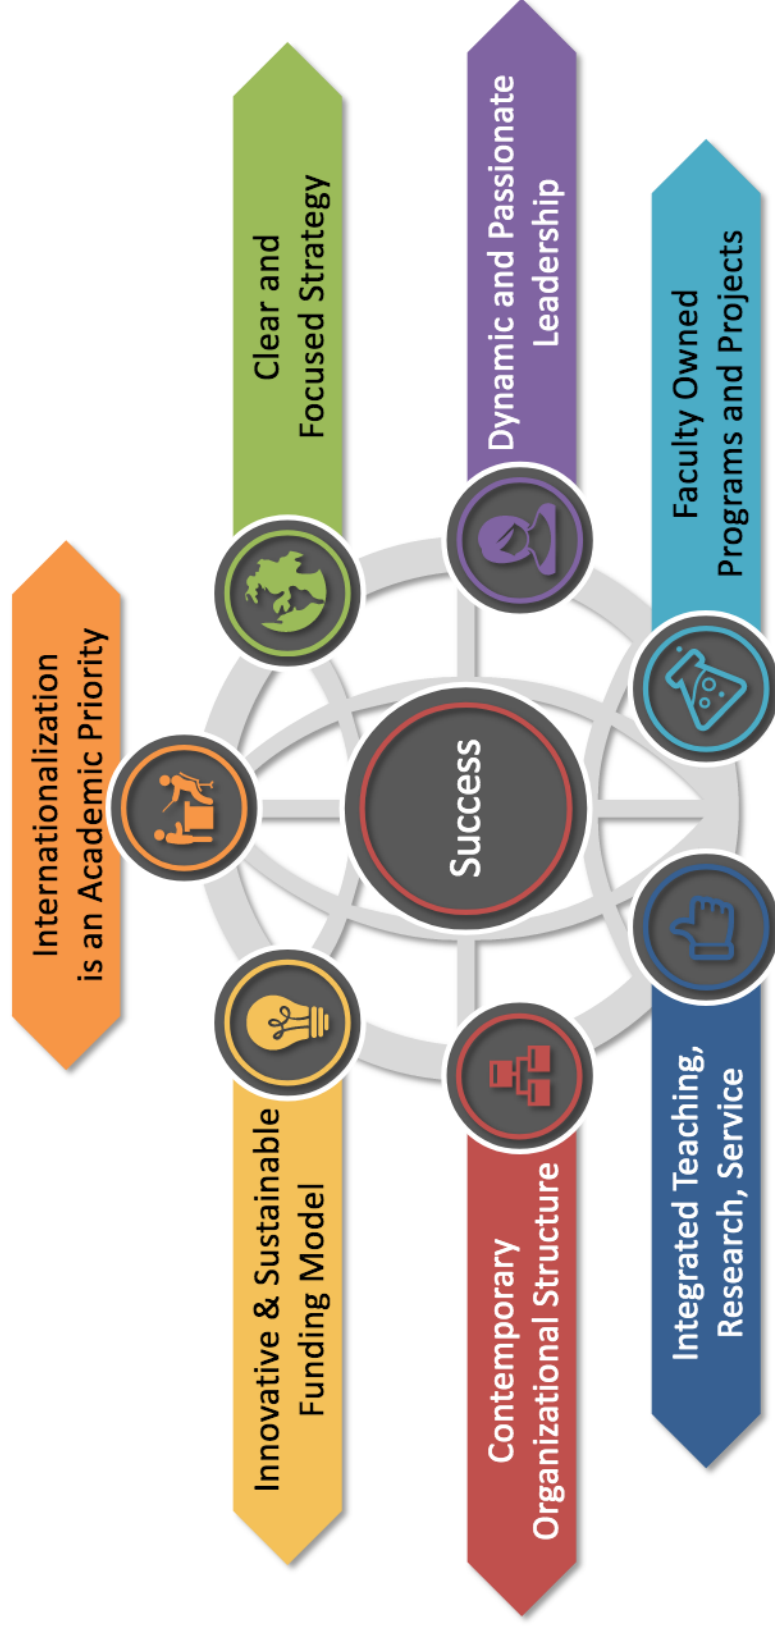 Internationalization
is an Academic Priority
Innovative & Sustainable
Funding Model
Clear and
Focused Strategy
Success
Contemporary
Organizational Structure
Dynamic and Passionate
Leadership
Integrated Teaching,
Research, Service
Faculty Owned
Programs and Projects